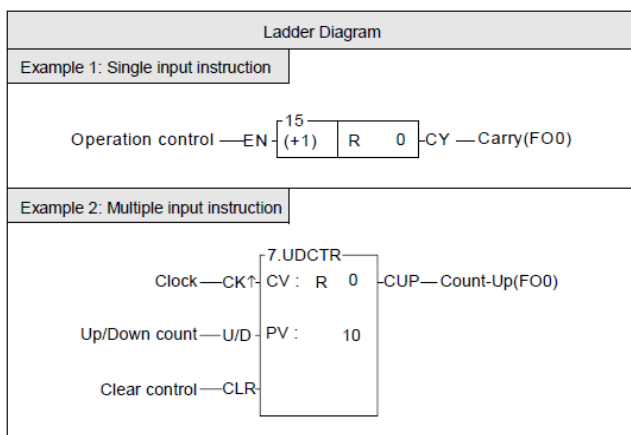 Ladder Diagram
Example 1: Single input instruction
15
Operation control EN (+1) R 0 CY Carry(FO0)
Example 2: Multiple input instruction
7.UDCTR
Clock CK↑ CV : R 0 CUP Count-Up(FO0)
Up/Down count U/D PV : 10
Clear control CLR